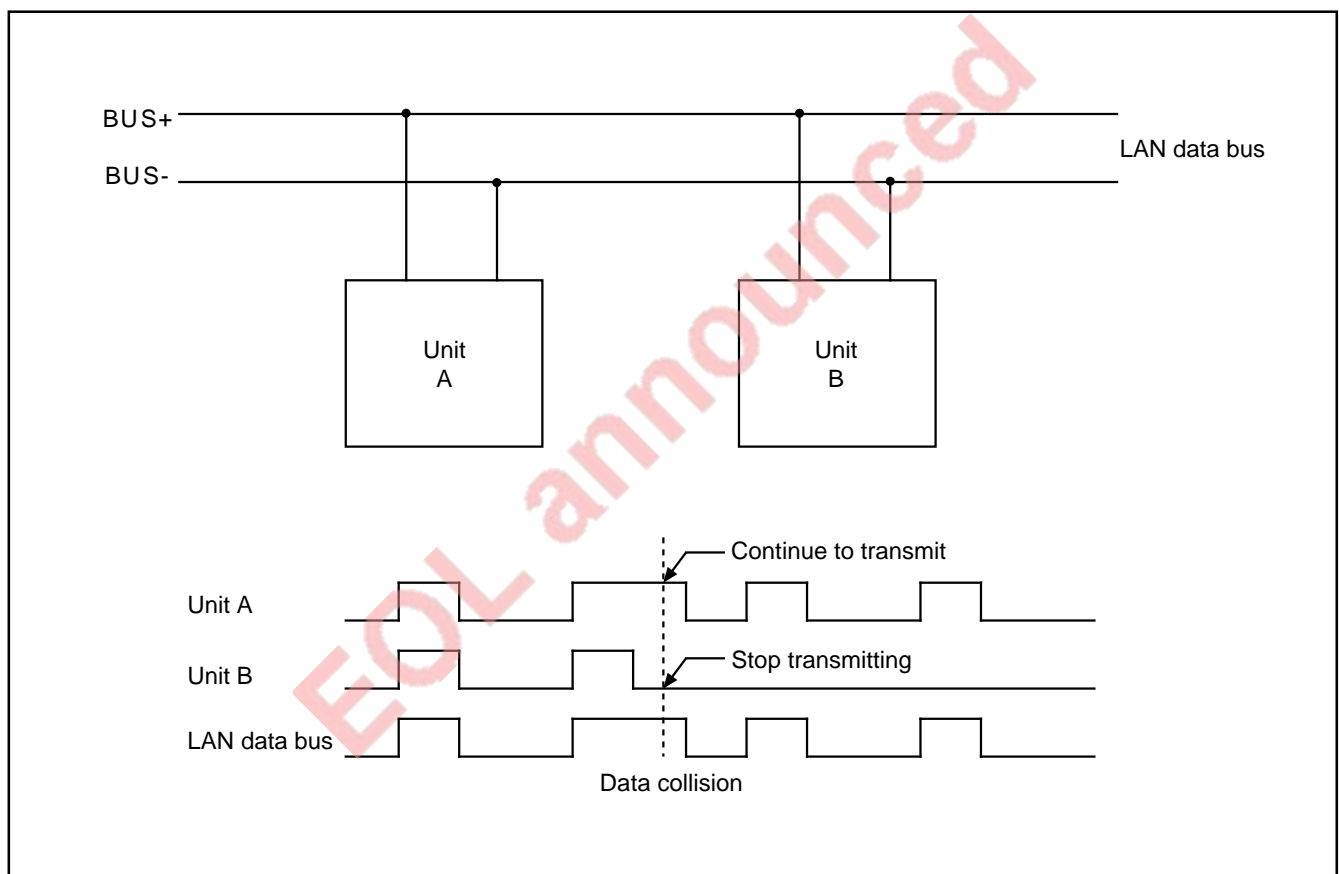 BUS+
BUS-
LAN data bus
Unit
A
Unit
B
EOL announced
Continue to transmit
Unit A
Stop transmitting
Unit B
LAN data bus
Data collision